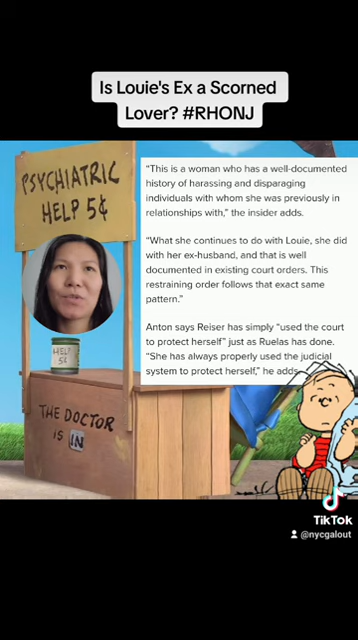 Is Louie's Ex a Scorned
Lover? #RHONJ
PSYCHIATRIC
HELP 5¢
"This is a woman who has a well-documented
history of harassing and disparaging
individuals with whom she was previously in
relationships with," the insider adds.
"What she continues to do with Louie, she did
with her ex-husband, and that is well
documented in existing court orders. This
restraining order follows that exact same
pattern."
Anton says Reiser has simply "used the court
to protect herself" just as Ruelas has done.
"She has always properly used the judicial
system to protect herself," he adds.
HELP
5¢
THE DOCTOR
IS IN
TikTok
@nycgalout